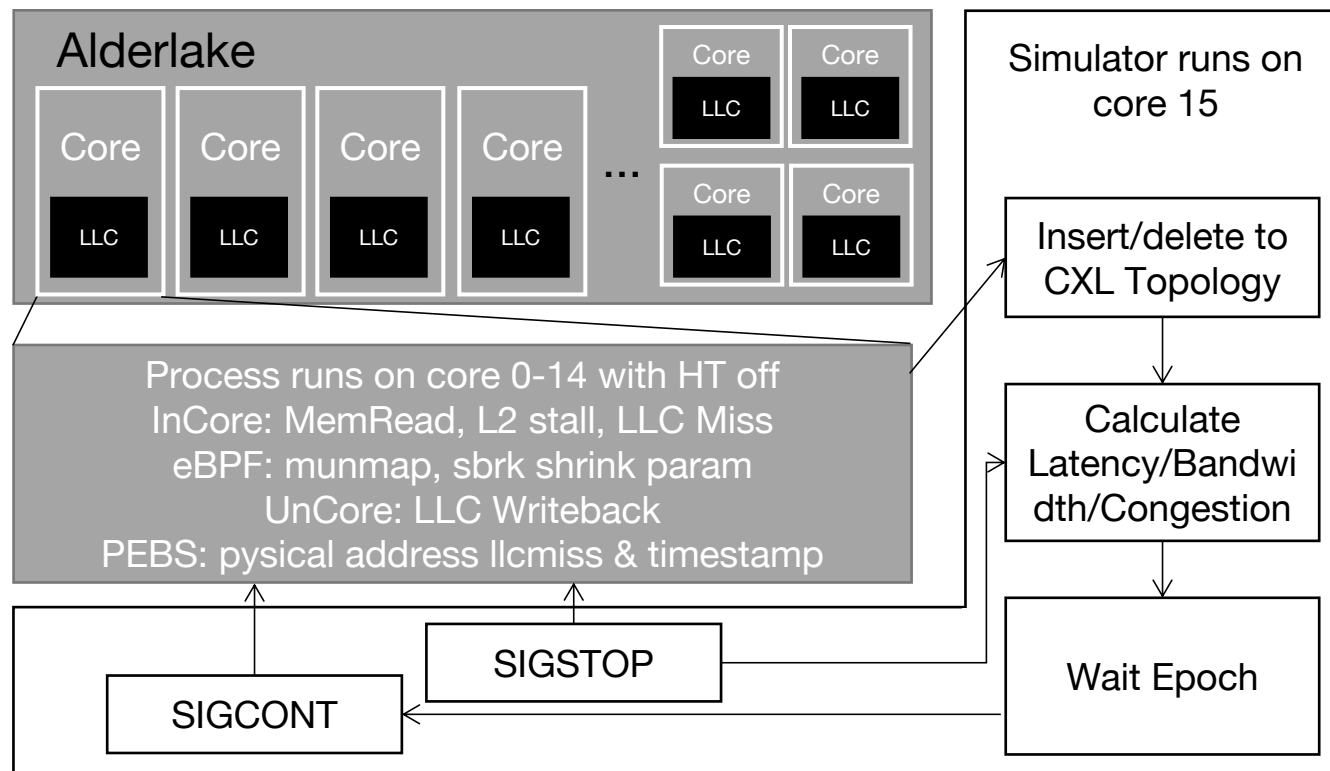 Alderlake
Core
LLC
Core
LLC
Core
LLC
Core
LLC
...
Core
LLC
Core
LLC
Core
LLC
Core
LLC
Simulator runs on
core 15
Process runs on core 0-14 with HT off
InCore: MemRead, L2 stall, LLC Miss
eBPF: munmap, sbrk shrink param
UnCore: LLC Writeback
PEBS: pysical address llcmiss & timestamp
Insert/delete to
CXL Topology
Calculate
Latency/Bandwi
dth/Congestion
Wait Epoch
SIGSTOP
SIGCONT